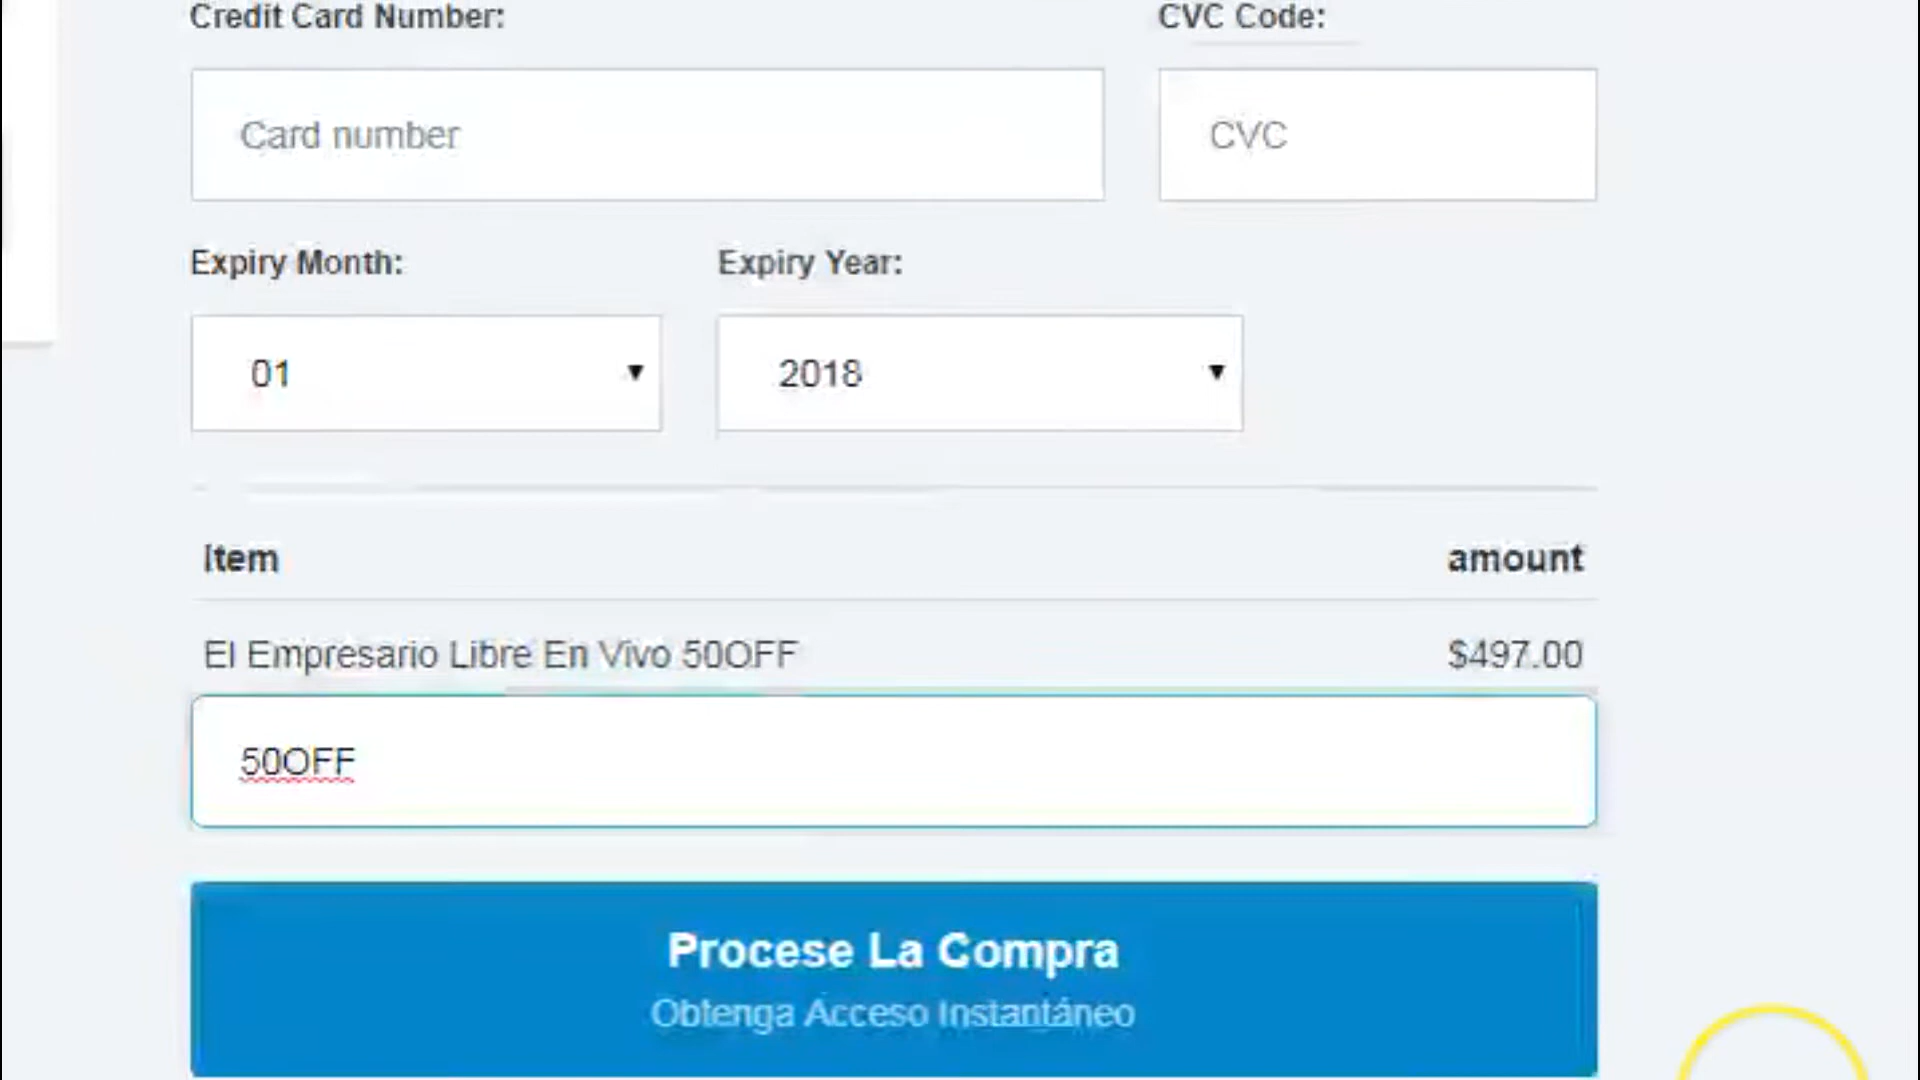 Credit Card Number:
CVC Code:
Card number
CVC
Expiry Month:
Expiry Year:
01
2018
Item
amount
El Empresario Libre En Vivo 50OFF
$497.00
50OFF
Procese La Compra
Obtenga Acceso Instantáneo